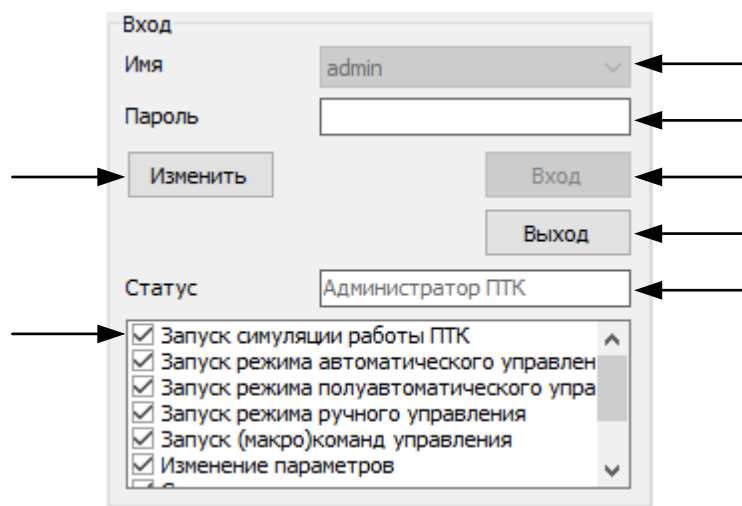 Вход
Имя
admin
Пароль
Изменить
Вход
Выход
Статус
Администратор ПТК
Запуск симуляции работы ПТК
Запуск режима автоматического управлен
Запуск режима полуавтоматического упра
Запуск режима ручного управления
Запуск (макро)команд управления
Изменение параметров